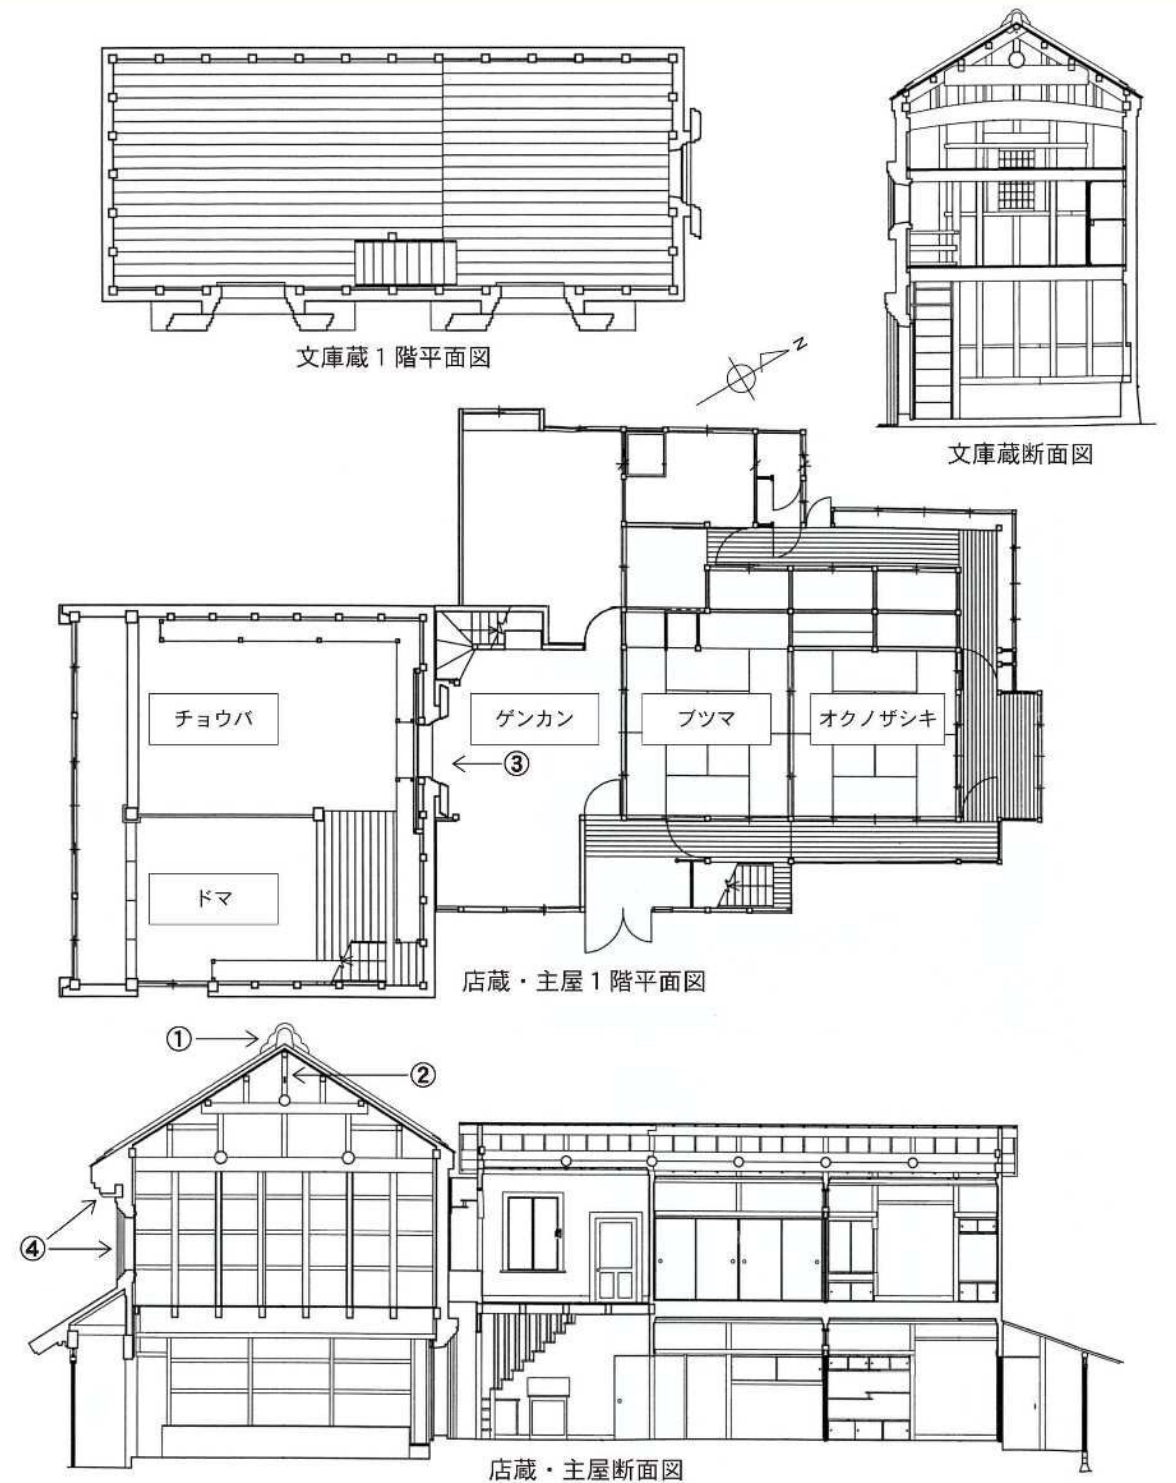 文庫蔵１階平面図
N
文庫蔵断面図
チョウバ
ゲンカン
ブツマ
オクノザシキ
③
ドマ
店蔵・主屋１階平面図
①
②
④
店蔵・主屋断面図